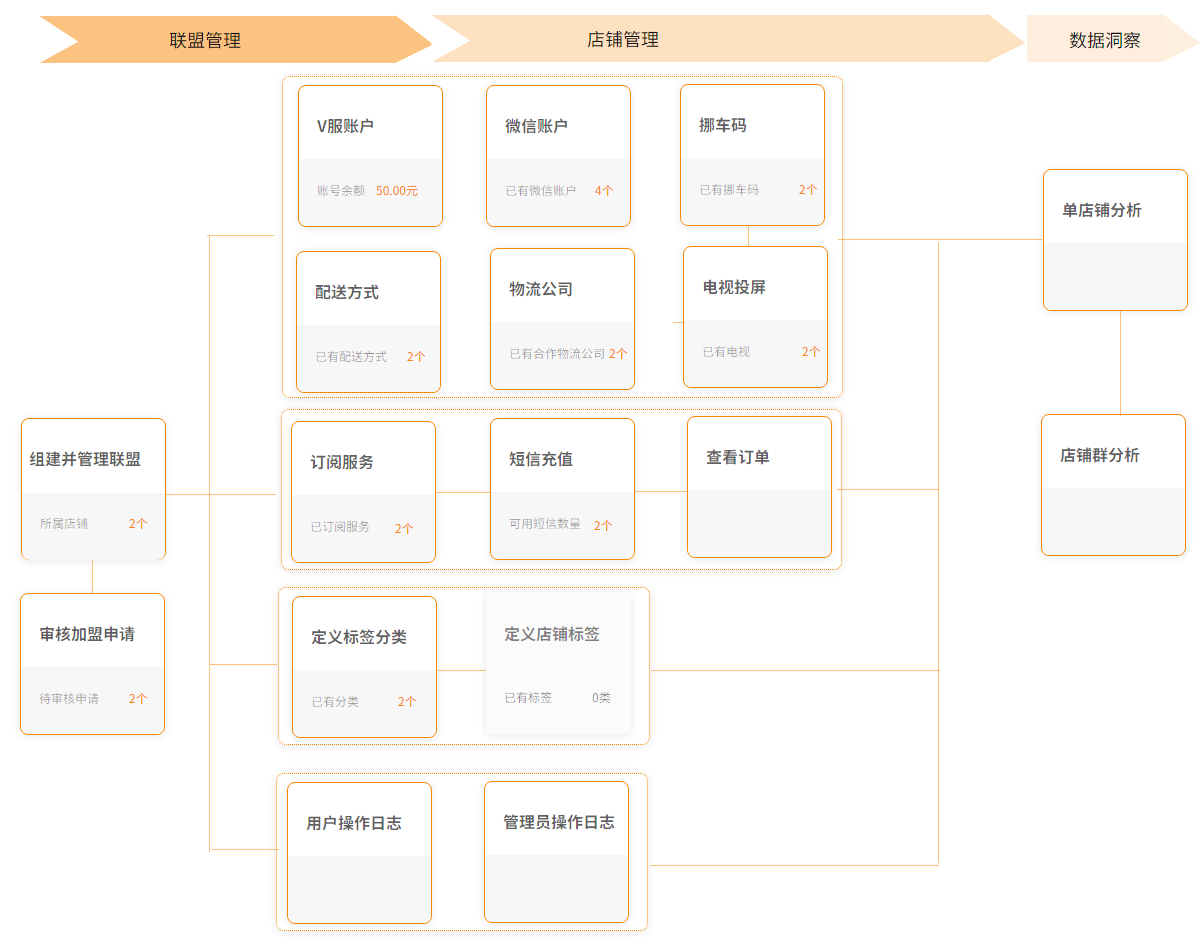 联盟管理
店铺管理
数据洞察
V服账户
账号余额 50.00元
微信账户
已有微信账户 4个
挪车码
已有挪车码 2个
配送方式
已有配送方式 2个
物流公司
已有合作物流公司 2个
电视投屏
已有电视 2个
单店铺分析
组建并管理联盟
所属店铺 2个
订阅服务
已订阅服务 2个
短信充值
可用短信数量 2个
查看订单
店铺群分析
审核加盟申请
待审核申请 2个
定义标签分类
已有分类 2个
定义店铺标签
已有标签 0类
用户操作日志
管理员操作日志